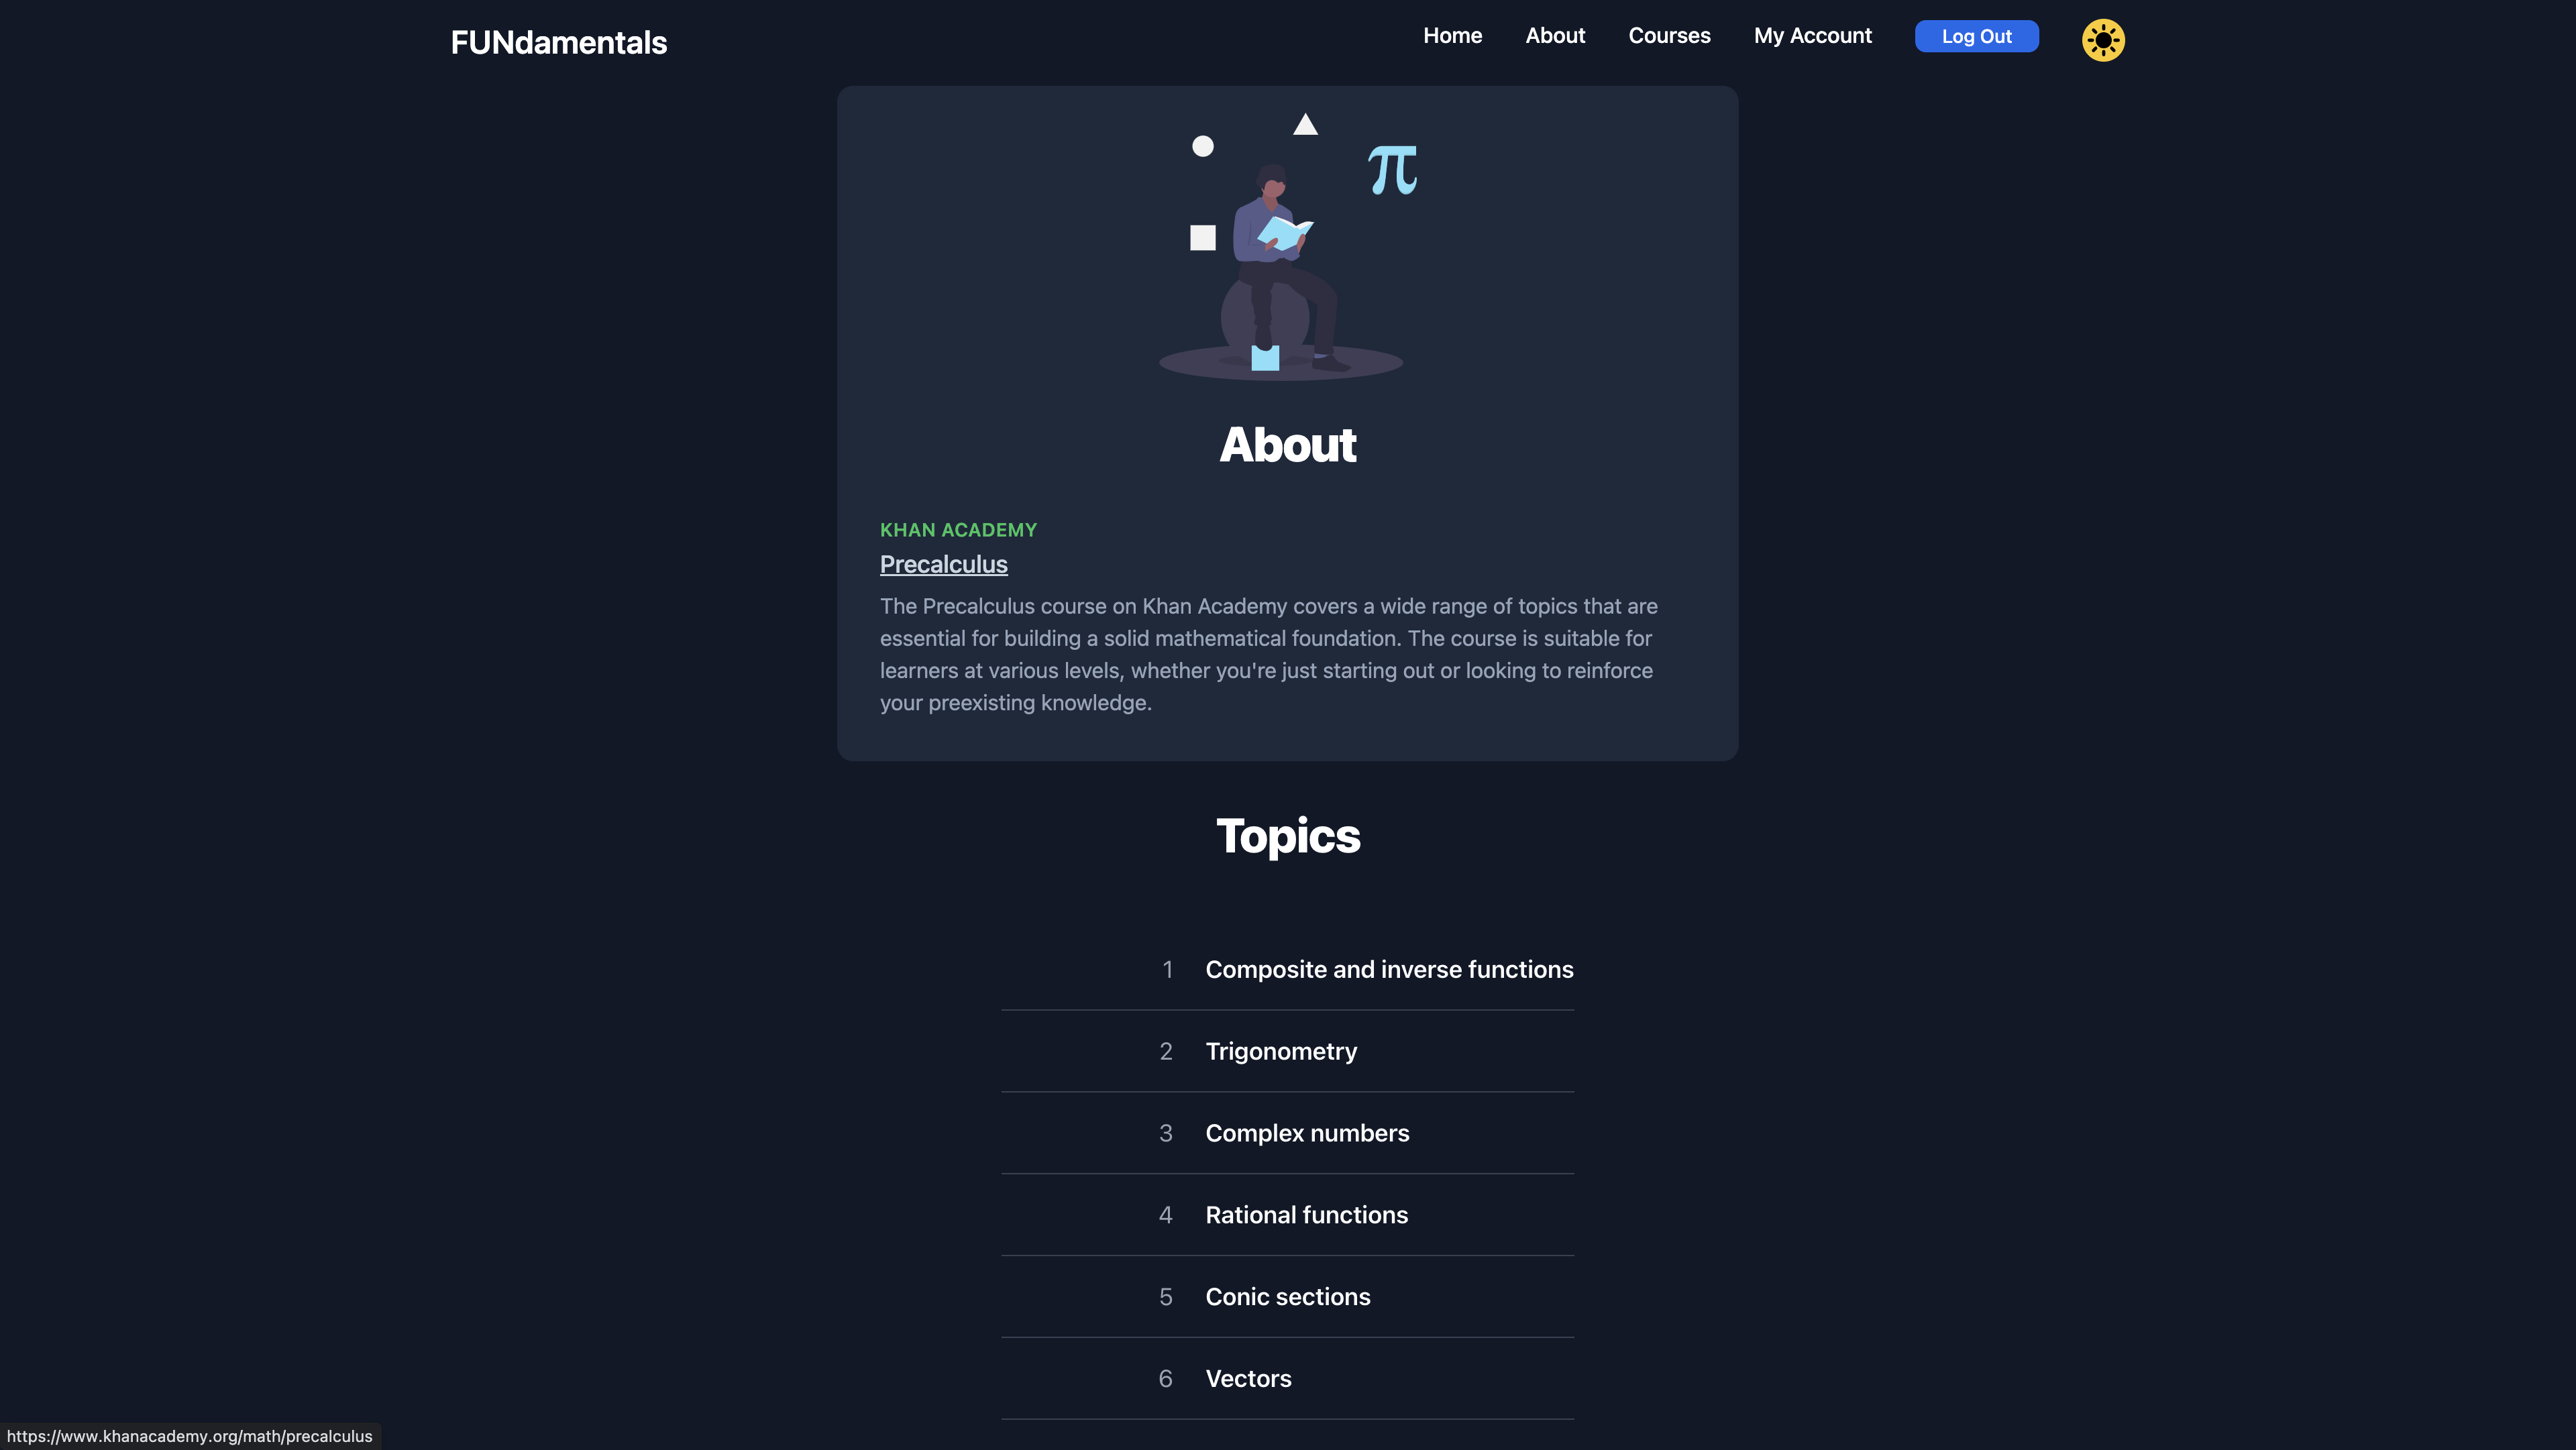 FUNdamentals
Home
About
Courses
My Account
Log Out
π
About
KHAN ACADEMY
Precalculus
The Precalculus course on Khan Academy covers a wide range of topics that are
essential for building a solid mathematical foundation. The course is suitable for
learners at various levels, whether you're just starting out or looking to reinforce
your preexisting knowledge.
Topics
1 Composite and inverse functions
2 Trigonometry
3 Complex numbers
4 Rational functions
5 Conic sections
6 Vectors
https://www.khanacademy.org/math/precalculus